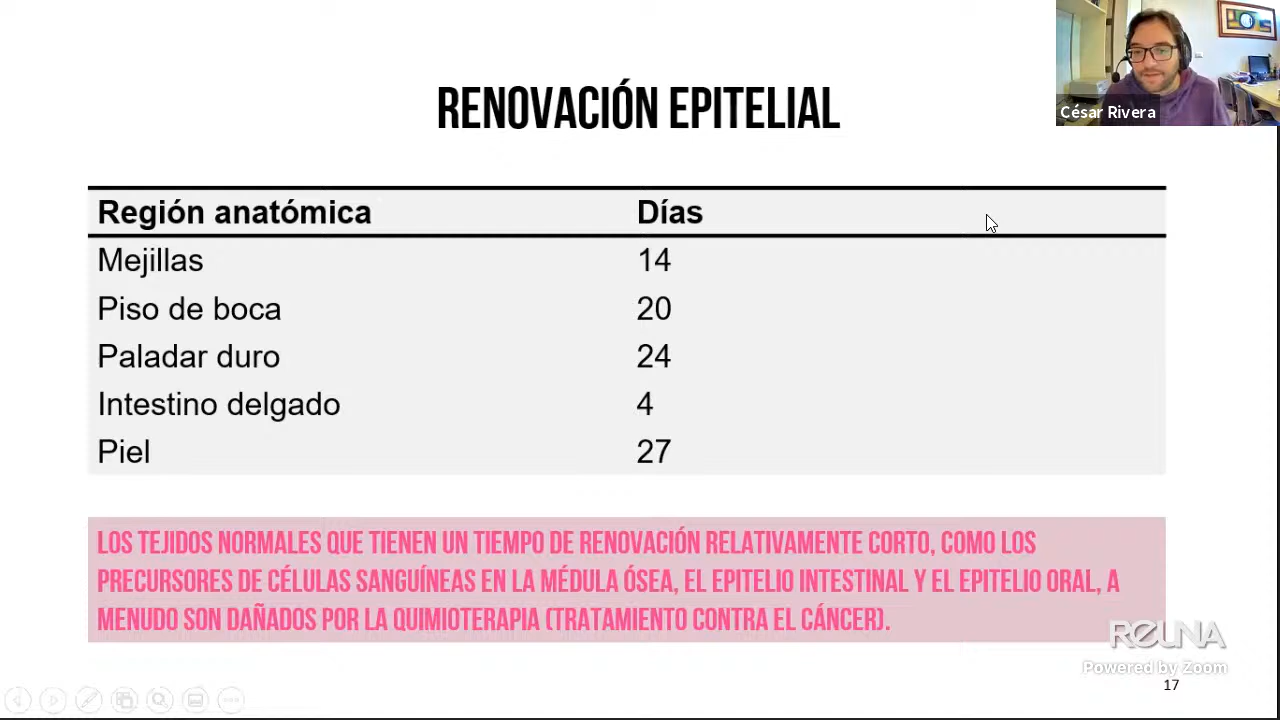 César Rivera
RENOVACIÓN EPITELIAL
Región anatómica Días
Mejillas 14
Piso de boca 20
Paladar duro 24
Intestino delgado 4
Piel 27
LOS TEJIDOS NORMALES QUE TIENEN UN TIEMPO DE RENOVACIÓN RELATIVAMENTE CORTO, COMO LOS
PRECURSORES DE CÉLULAS SANGUÍNEAS EN LA MÉDULA ÓSEA, EL EPITELIO INTESTINAL Y EL EPITELIO ORAL, A
MENUDO SON DAÑADOS POR LA QUIMIOTERAPIA (TRATAMIENTO CONTRA EL CÁNCER).
REUNA
Powered by Zoom
17